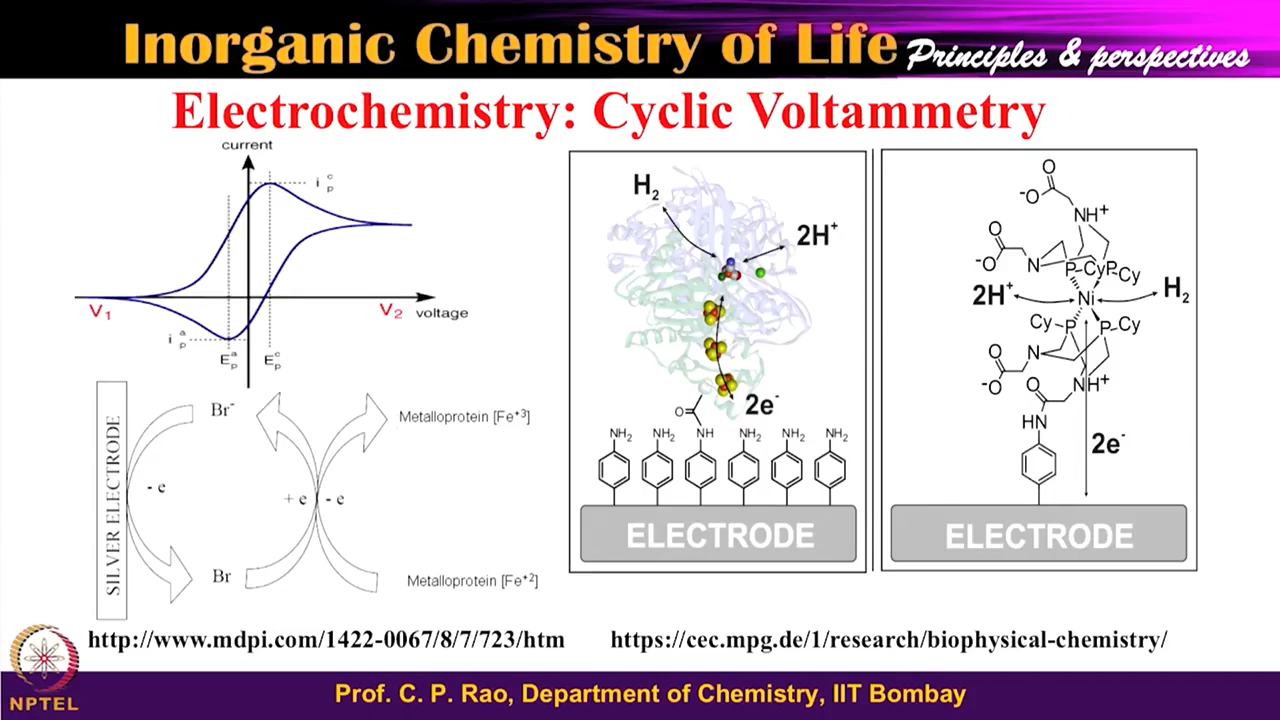 Inorganic Chemistry of Life Principles & perspectives
Electrochemistry: Cyclic Voltammetry
current
i p c
V1
V2
voltage
i p a
E p a
E p c
SILVER ELECTRODE
Br-
Metalloprotein [Fe+3]
- e
+ e
- e
Br
Metalloprotein [Fe+2]
H2
2H+
2e-
O
NH2
NH2
NH
NH2
NH2
NH2
ELECTRODE
O
-O
NH+
O
-O
N
P
Cy
P
Cy
2H+
Ni
H2
Cy
P
P
Cy
O
N
-O
O
NH+
HN
2e-
ELECTRODE
http://www.mdpi.com/1422-0067/8/7/723/htm
https://cec.mpg.de/1/research/biophysical-chemistry/
NPTEL
Prof. C. P. Rao, Department of Chemistry, IIT Bombay